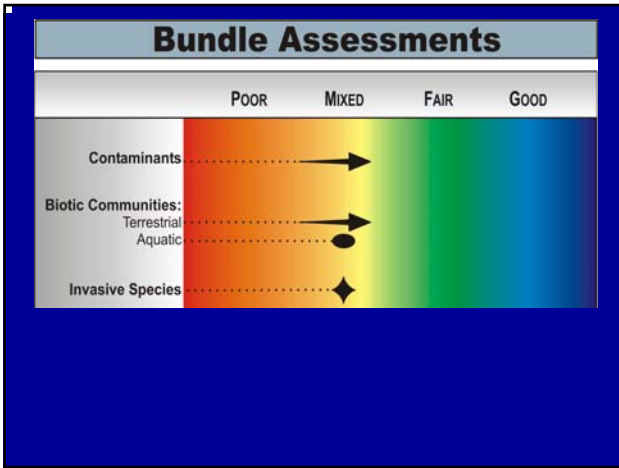 Bundle Assessments
POOR MIXED FAIR GOOD
Contaminants
Biotic Communities:
Terrestrial
Aquatic
Invasive Species